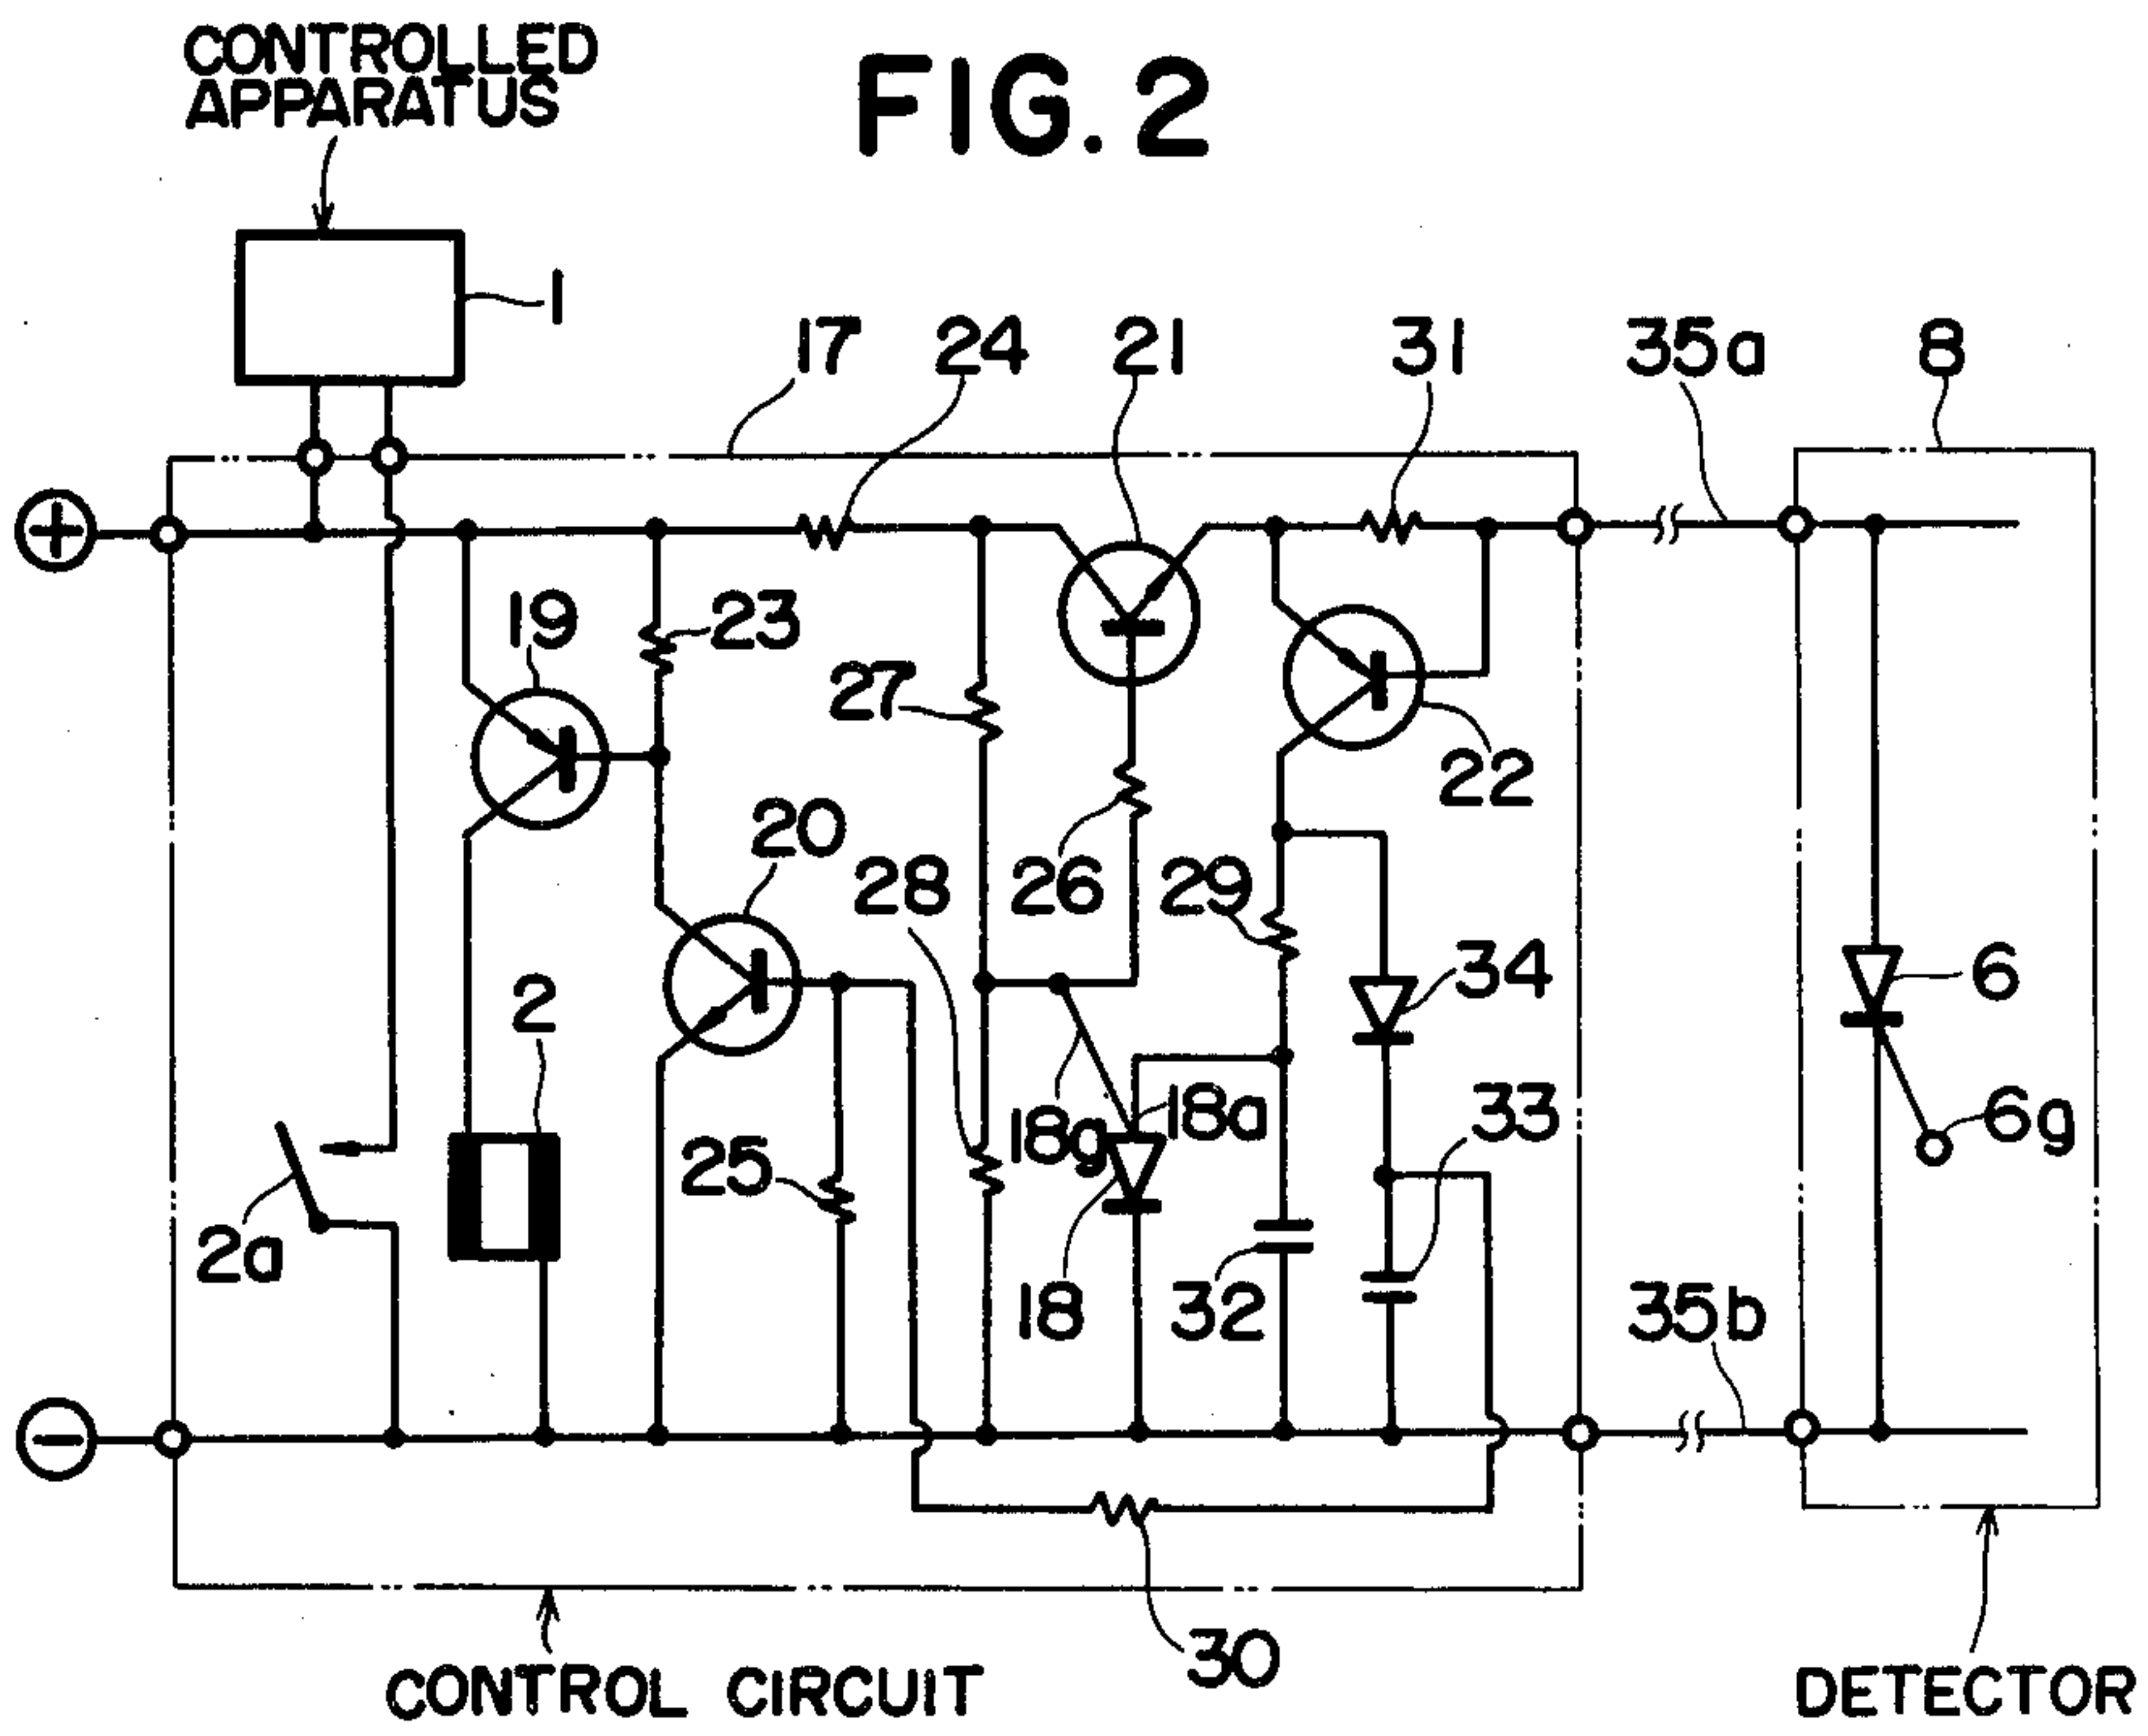 CONTROLLED
APPARATUS
FIG. 2
1
17
24
21
31
35a
8
+
19
23
27
22
20
28
26
29
34
6
2
18g
18a
33
6g
25
2a
18
32
35b
−
30
CONTROL CIRCUIT
DETECTOR